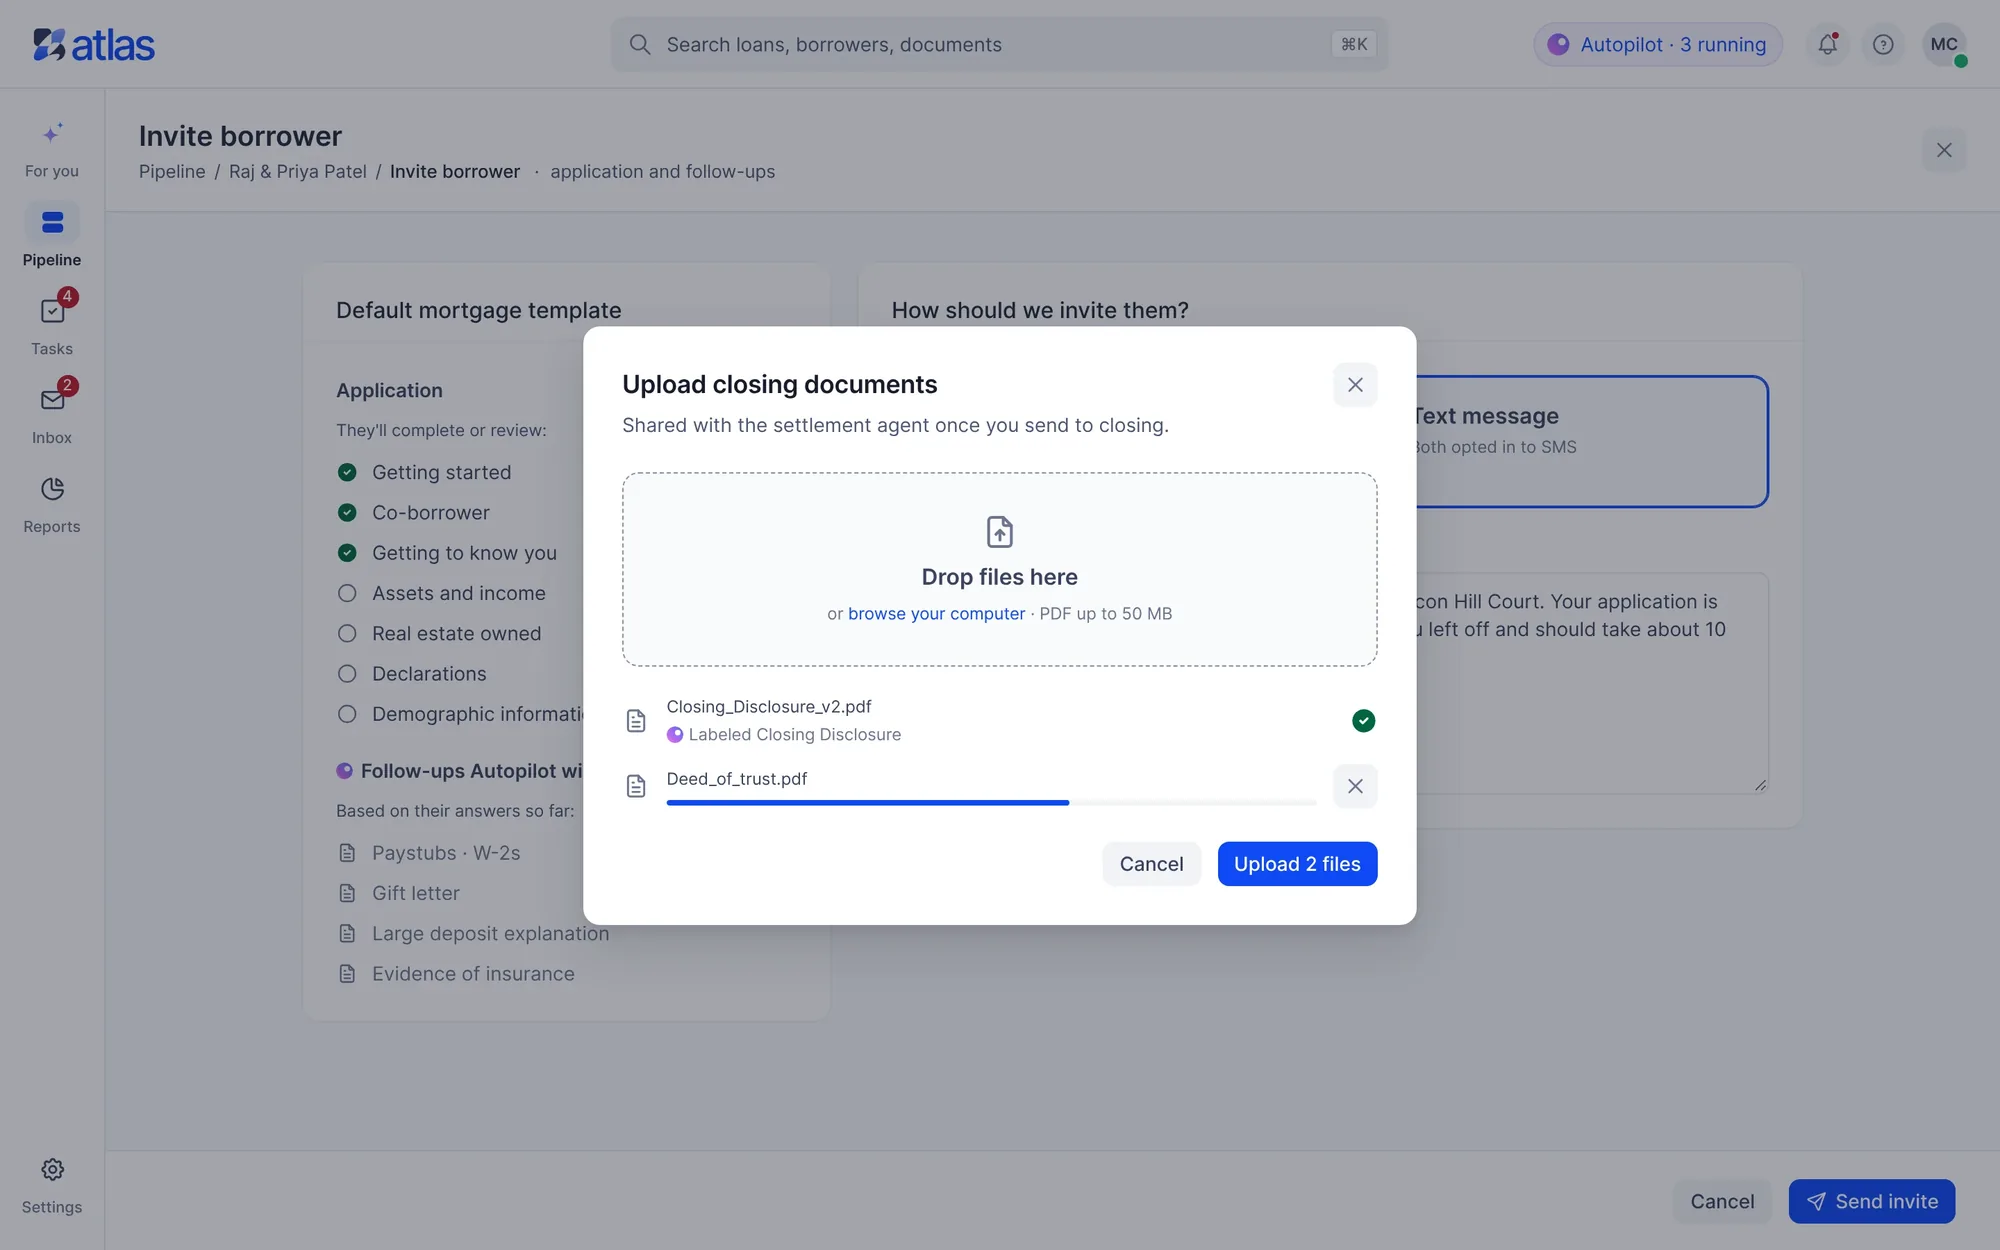 atlas
Search loans, borrowers, documents
⌘K
Autopilot · 3 running
MC
Invite borrower
Pipeline / Raj & Priya Patel / Invite borrower · application and follow-ups
For you
Pipeline
4
Tasks
2
Inbox
Reports
Settings
Default mortgage template
Application
They'll complete or review:
Getting started
Co-borrower
Getting to know you
Assets and income
Real estate owned
Declarations
Demographic
Follow-ups Autopilot
Based on their answers so far:
Paystubs · W-2s
Gift letter
Large deposit explanation
Evidence of insurance
How should we invite them?
Text message
Both opted in to SMS
Hill Court. Your application is
left off and should take about 10
Upload closing documents
Shared with the settlement agent once you send to closing.
Drop files here
or browse your computer · PDF up to 50 MB
Closing_Disclosure_v2.pdf
Labeled Closing Disclosure
Deed_of_trust.pdf
Cancel
Upload 2 files
Cancel
Send invite